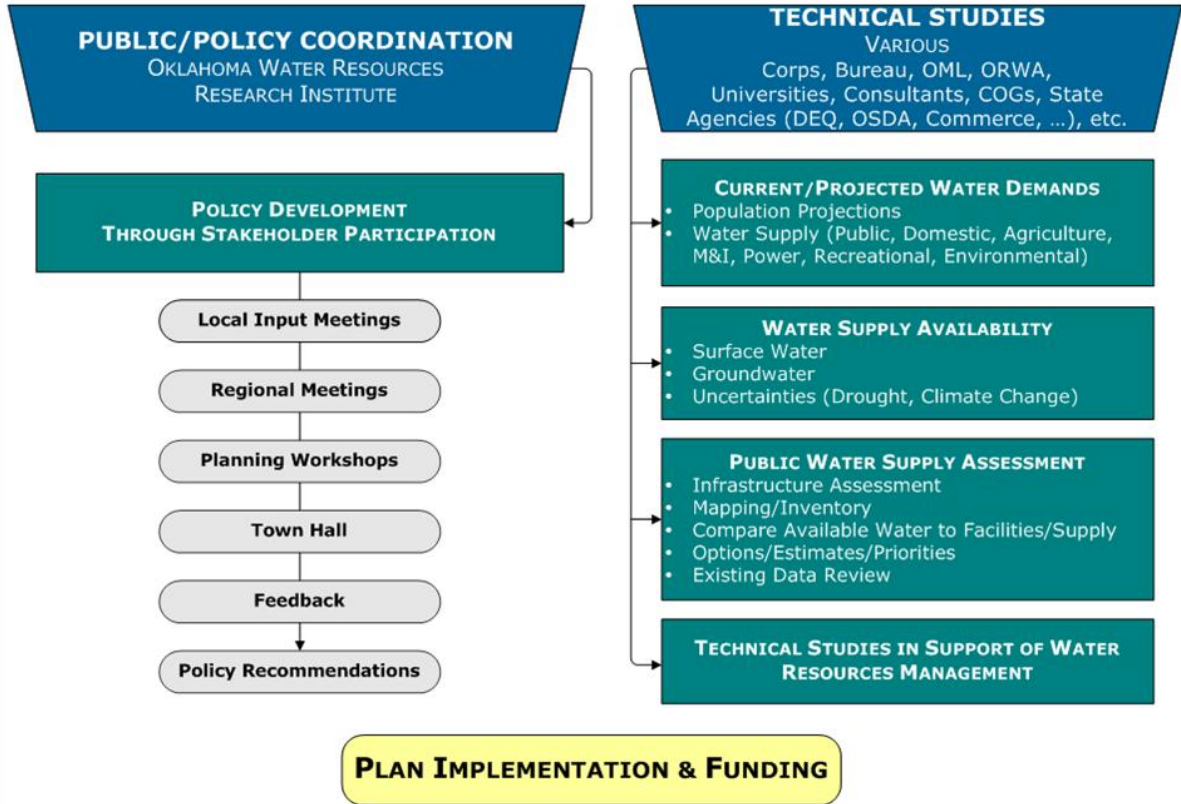 PUBLIC/POLICY COORDINATION
OKLAHOMA WATER RESOURCES
RESEARCH INSTITUTE
POLICY DEVELOPMENT
THROUGH STAKEHOLDER PARTICIPATION
Local Input Meetings
Regional Meetings
Planning Workshops
Town Hall
Feedback
Policy Recommendations
TECHNICAL STUDIES
VARIOUS
Corps, Bureau, OML, ORWA,
Universities, Consultants, COGs, State
Agencies (DEQ, OSDA, Commerce, ...), etc.
CURRENT/PROJECTED WATER DEMANDS
• Population Projections
• Water Supply (Public, Domestic, Agriculture,
M&I, Power, Recreational, Environmental)
WATER SUPPLY AVAILABILITY
• Surface Water
• Groundwater
• Uncertainties (Drought, Climate Change)
PUBLIC WATER SUPPLY ASSESSMENT
• Infrastructure Assessment
• Mapping/Inventory
• Compare Available Water to Facilities/Supply
• Options/Estimates/Priorities
• Existing Data Review
TECHNICAL STUDIES IN SUPPORT OF WATER
RESOURCES MANAGEMENT
PLAN IMPLEMENTATION & FUNDING